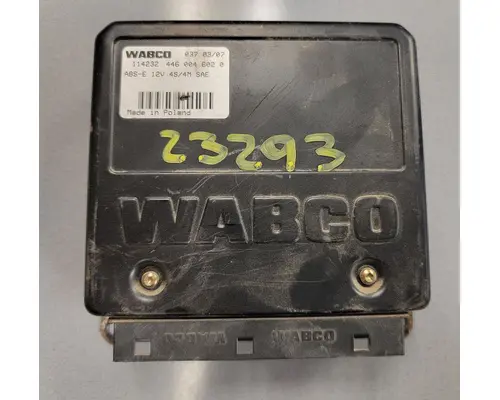 WABCO 037 03/07
114232 446 004 602 0
ABS-E 12V 4S/4M SAE
Made in Poland
23293
WABCO
WABCO WABCO